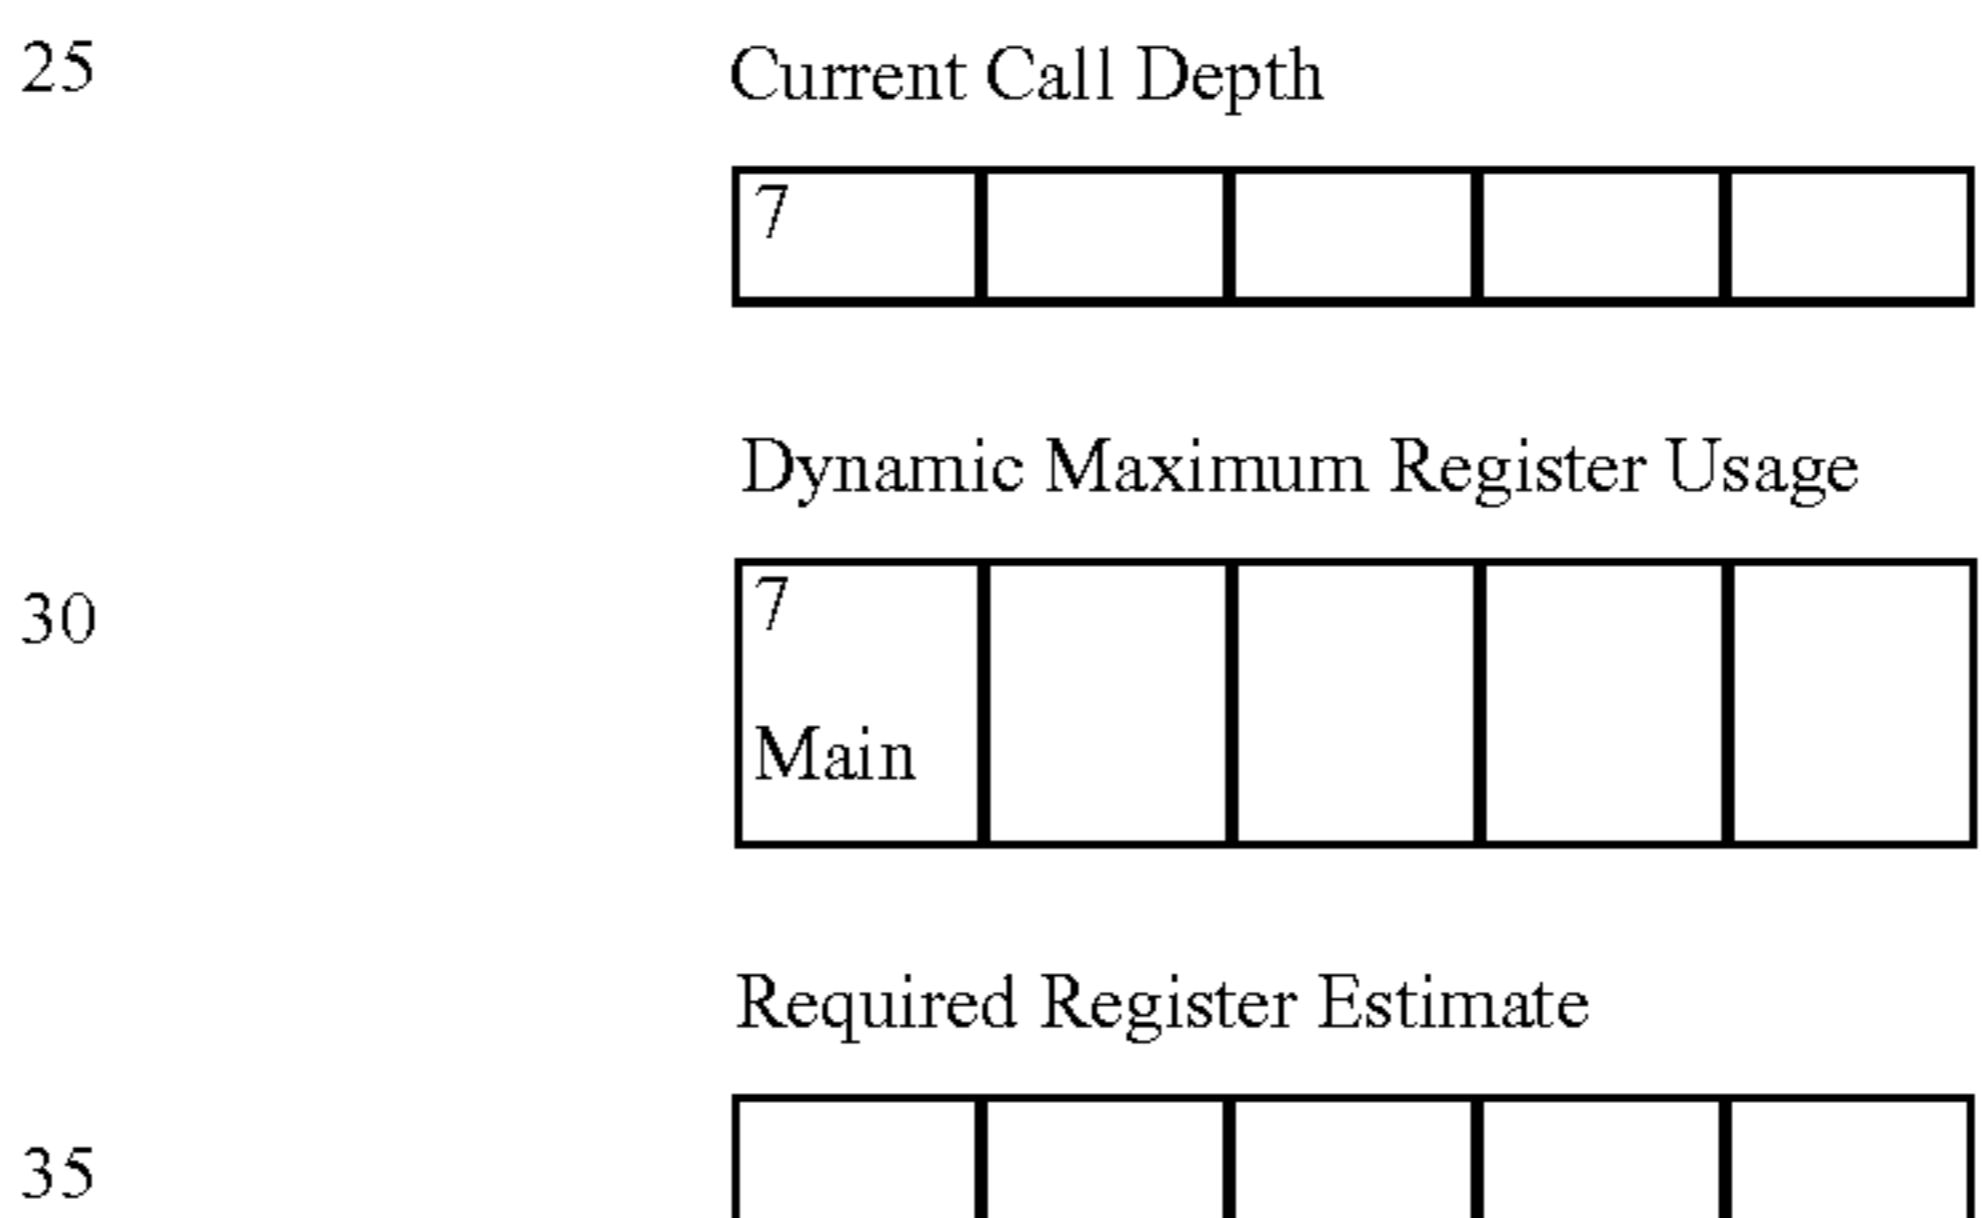 25
Current Call Depth
7
Dynamic Maximum Register Usage
7
30
Main
Required Register Estimate
35